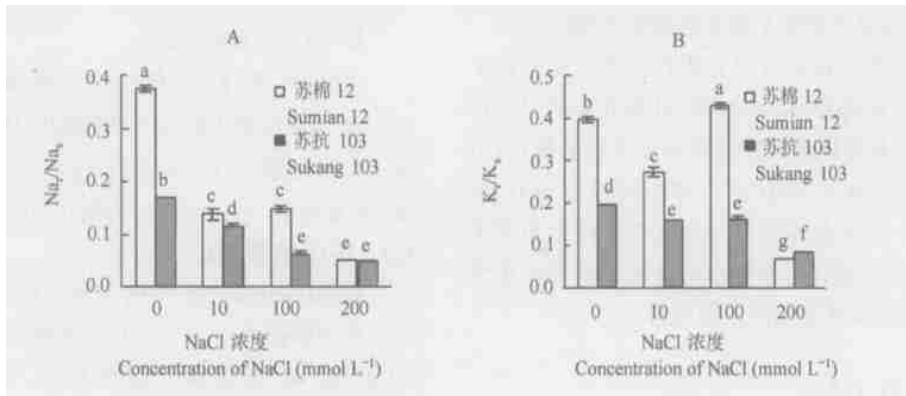 A
0.4
0.3
0.2
0.1
0.0
Na_r/Na_s
a
b
c
d
c
e
e
e
苏棉 12
Sumian 12
苏抗 103
Sukang 103
0
10
100
200
NaCl 浓度
Concentration of NaCl (mmol L⁻¹)
B
0.5
0.4
0.3
0.2
0.1
0.0
K_r/K_s
b
d
c
e
a
e
g
f
苏棉 12
Sumian 12
苏抗 103
Sukang 103
0
10
100
200
NaCl 浓度
Concentration of NaCl (mmol L⁻¹)